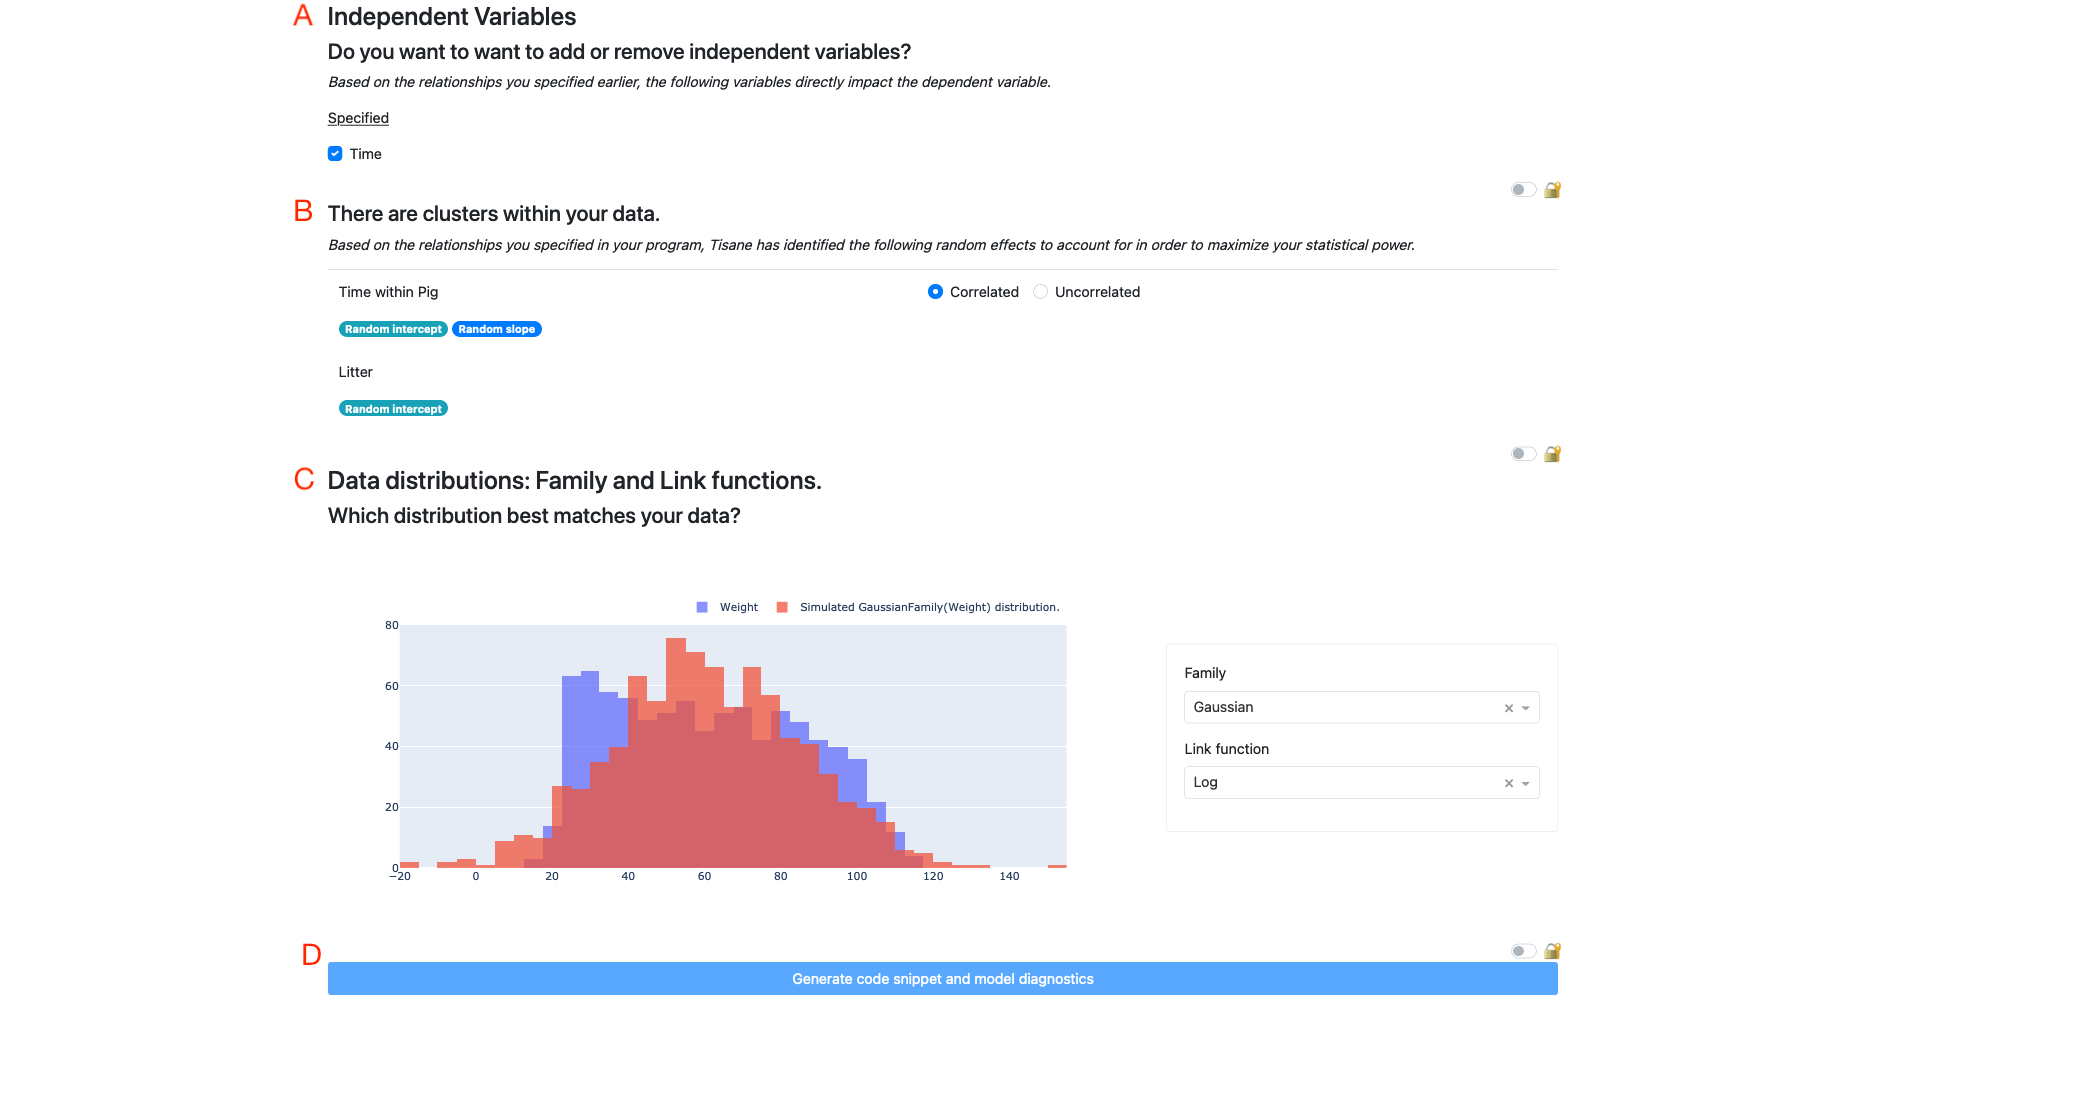 A Independent Variables
Do you want to want to add or remove independent variables?
Based on the relationships you specified earlier, the following variables directly impact the dependent variable.
Specified
Time
B There are clusters within your data.
Based on the relationships you specified in your program, Tisane has identified the following random effects to account for in order to maximize your statistical power.
Time within Pig Correlated Uncorrelated
Random intercept Random slope
Litter
Random intercept
C Data distributions: Family and Link functions.
Which distribution best matches your data?
Weight Simulated GaussianFamily(Weight) distribution.
80
60
40
20
0
−20 0 20 40 60 80 100 120 140
Family
Gaussian
Link function
Log
D
Generate code snippet and model diagnostics